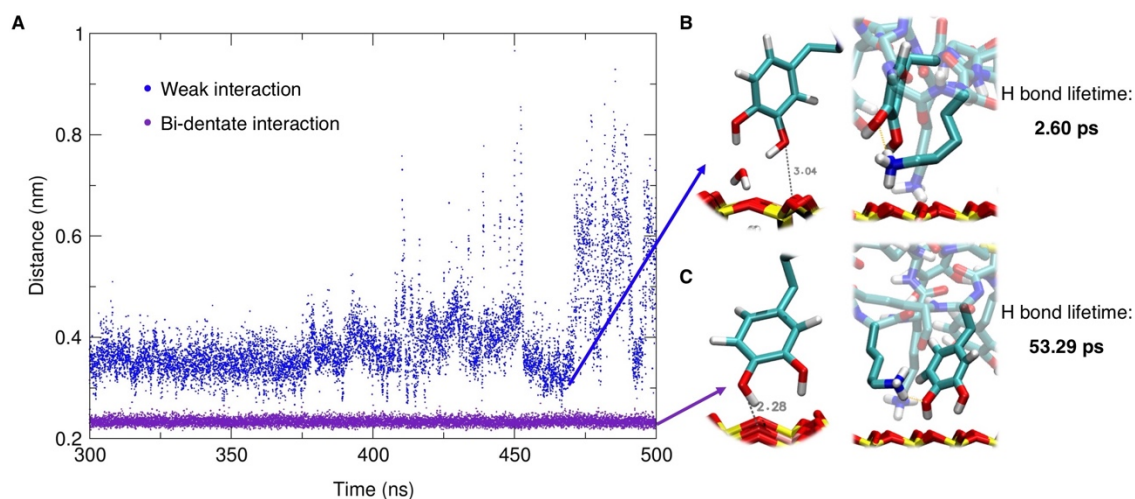 A
1
0.8
0.6
0.4
0.2
Distance (nm)
Weak interaction
Bi-dentate interaction
300
350
400
450
500
Time (ns)
B
3.04
H bond lifetime:
2.60 ps
C
2.28
H bond lifetime:
53.29 ps